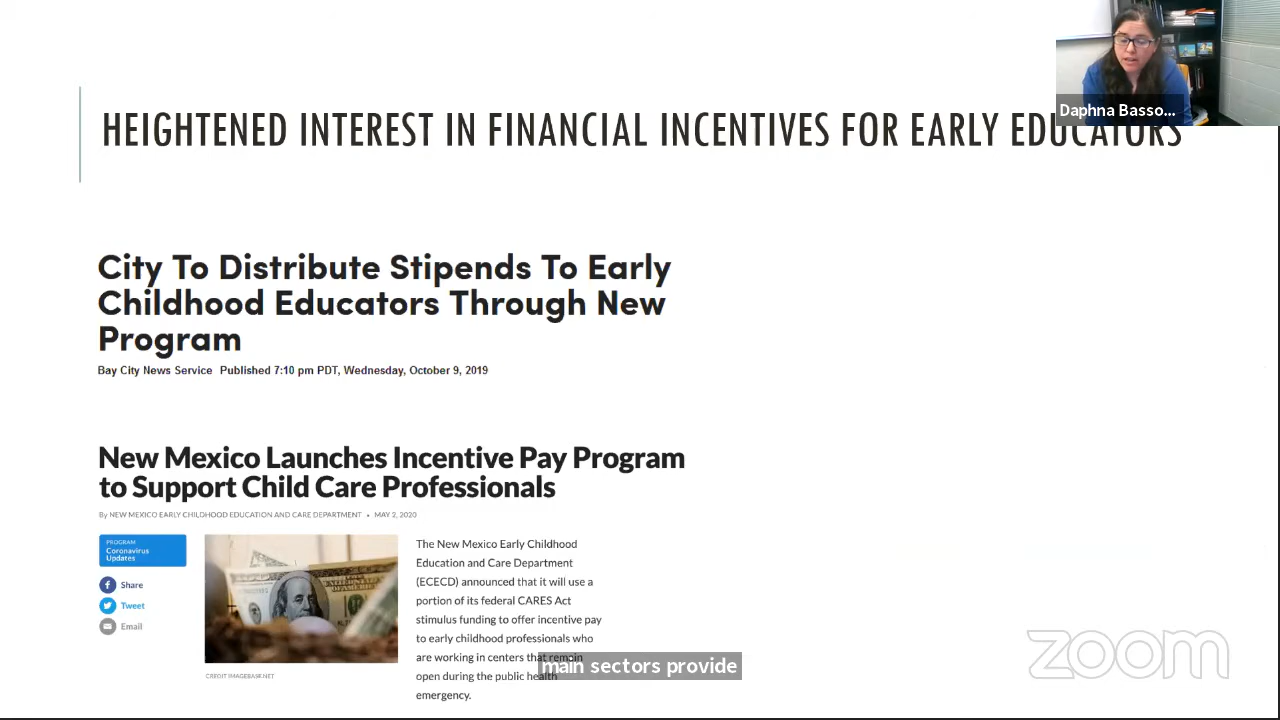 Daphna Basso...
HEIGHTENED INTEREST IN FINANCIAL INCENTIVES FOR EARLY EDUCATORS
City To Distribute Stipends To Early
Childhood Educators Through New
Program
Bay City News Service Published 7:10 pm PDT, Wednesday, October 9, 2019
New Mexico Launches Incentive Pay Program
to Support Child Care Professionals
By NEW MEXICO EARLY CHILDHOOD EDUCATION AND CARE DEPARTMENT • MAY 2, 2020
PROGRAM
Coronavirus
Updates
Share
Tweet
Email
CREDIT IMAGEBASE.NET
The New Mexico Early Childhood
Education and Care Department
(ECECD) announced that it will use a
portion of its federal CARES Act
stimulus funding to offer incentive pay
to early childhood professionals who
are working in centers that remain
open during the public health
emergency.
main sectors provide
zoom